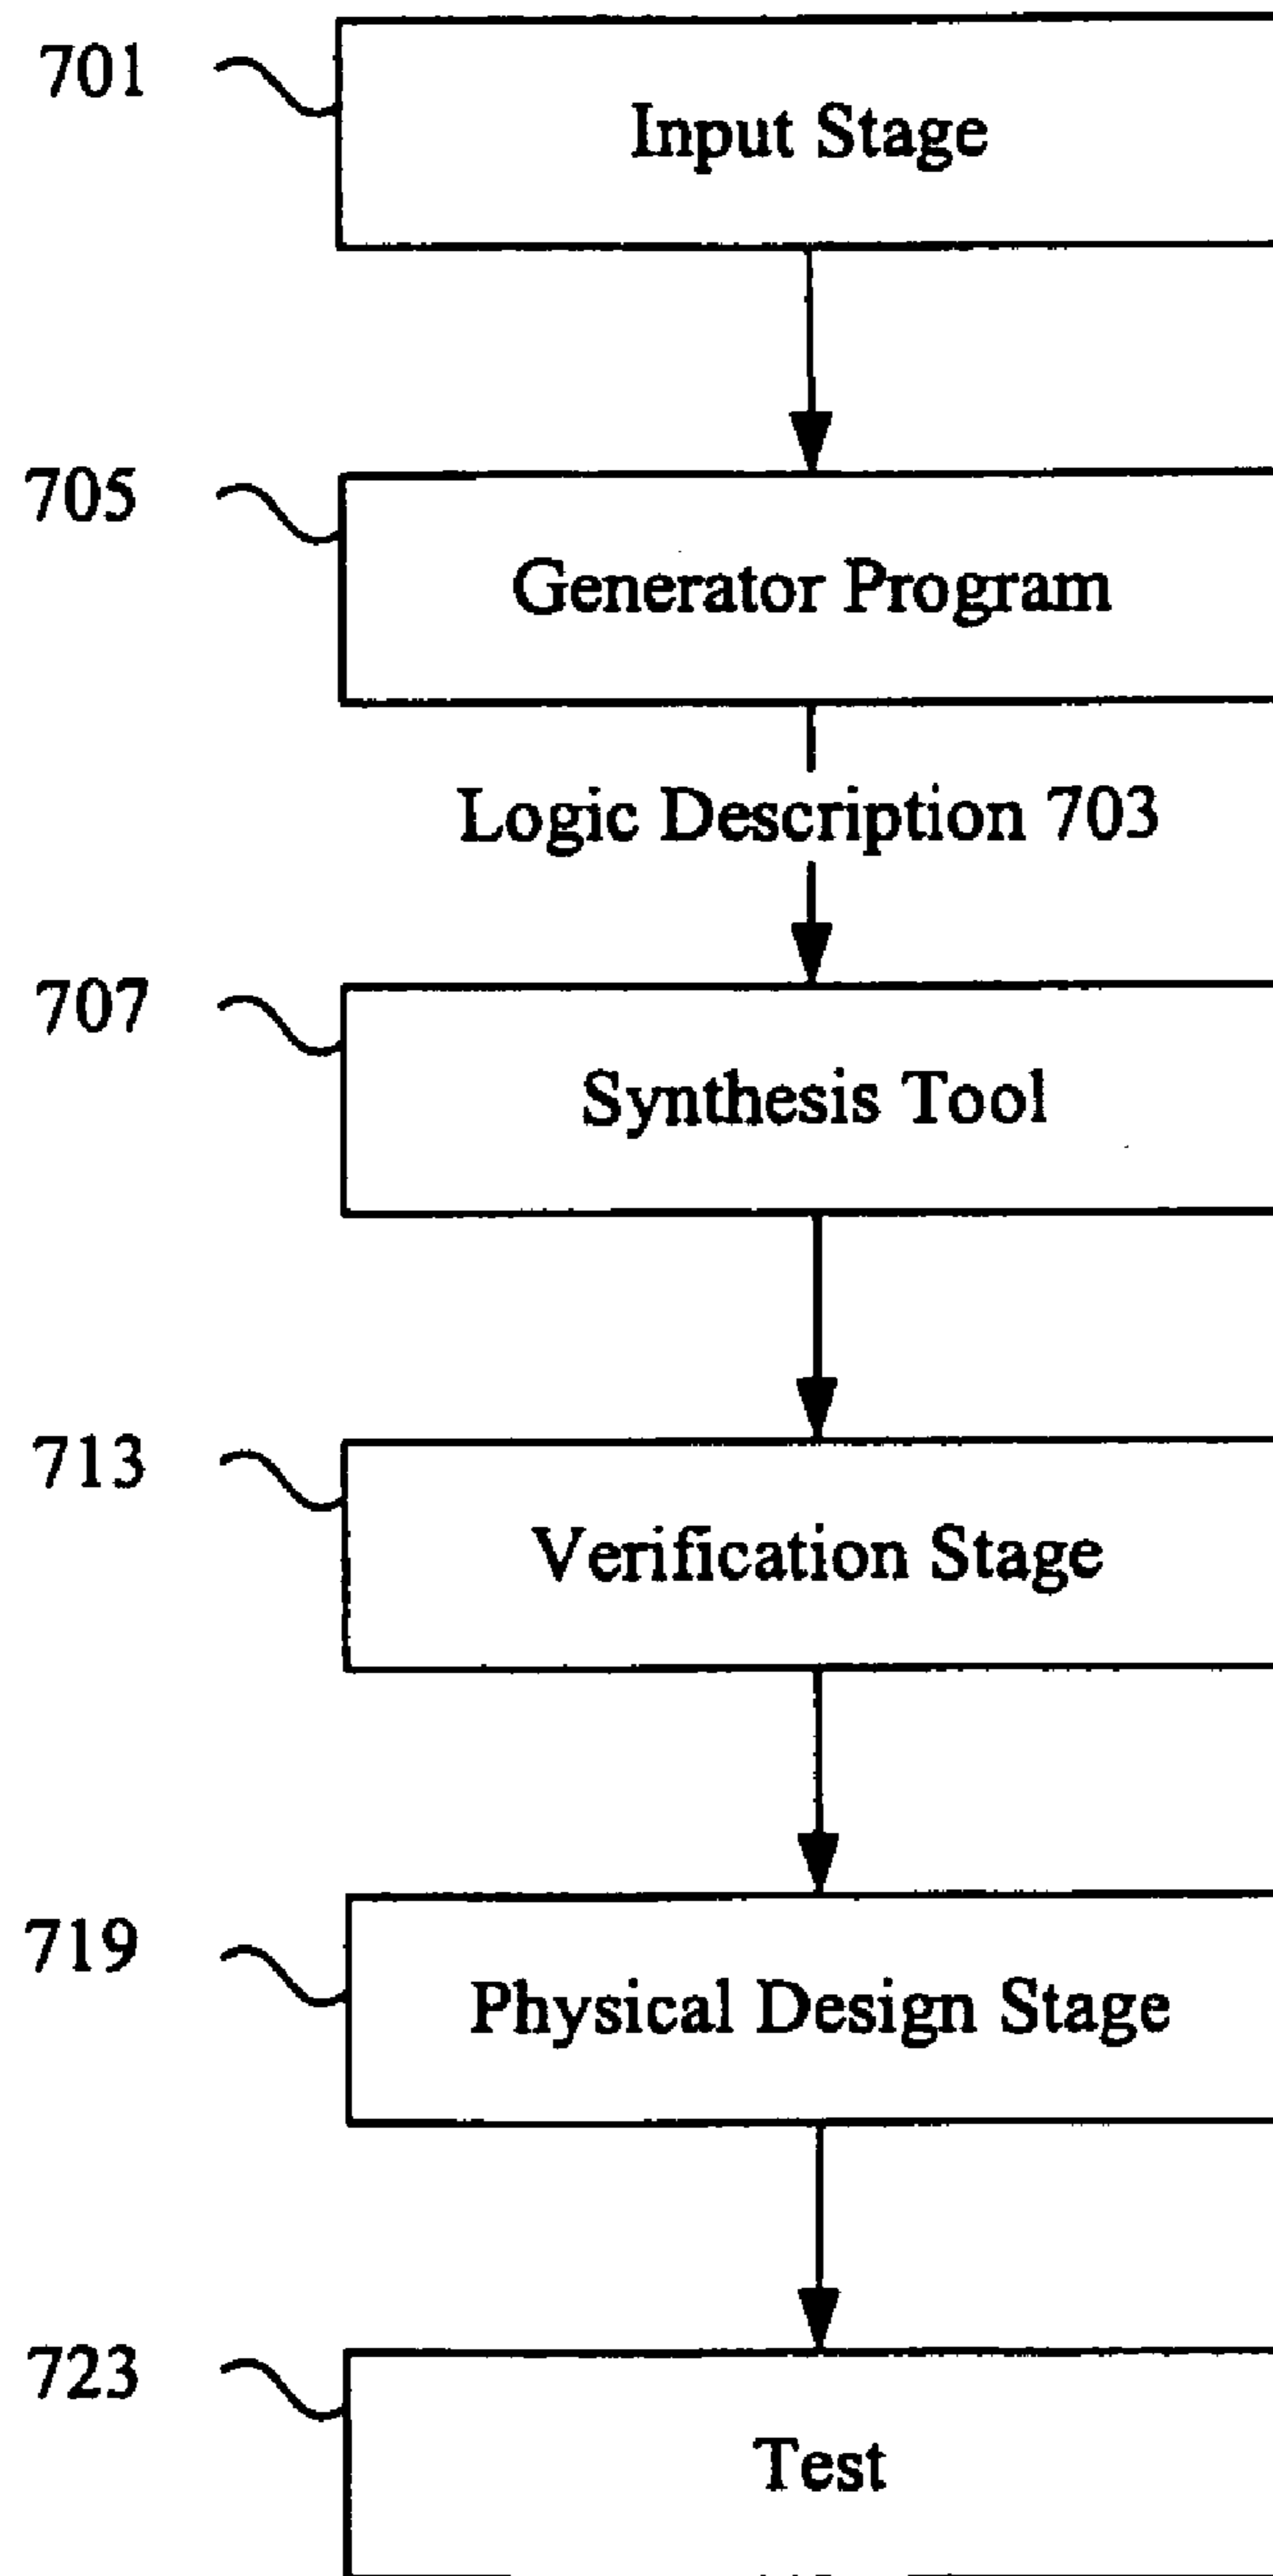 701
Input Stage
705
Generator Program
Logic Description 703
707
Synthesis Tool
713
Verification Stage
719
Physical Design Stage
723
Test